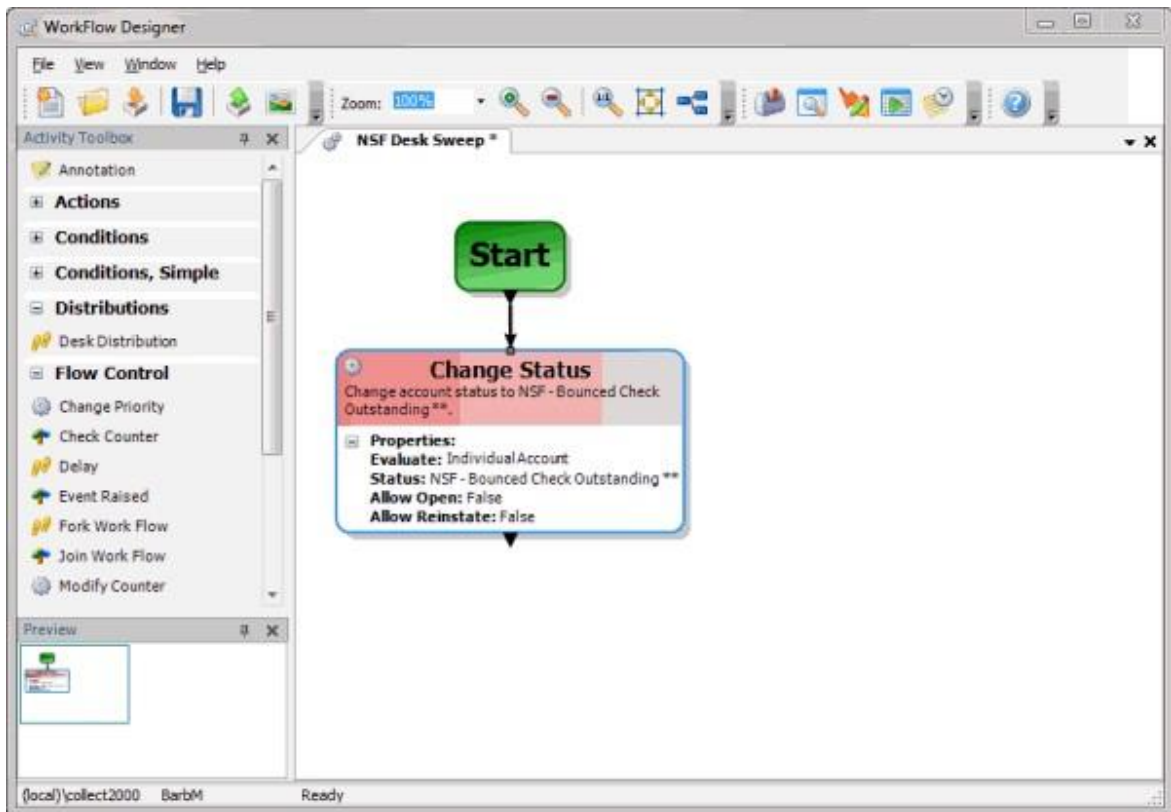 WorkFlow Designer
File View Window Help
Zoom: 100%
Activity Toolbox
NSF Desk Sweep *
Annotation
Actions
Conditions
Conditions, Simple
Distributions
Desk Distribution
Flow Control
Change Priority
Check Counter
Delay
Event Raised
Fork Work Flow
Join Work Flow
Modify Counter
Start
Change Status
Change account status to NSF - Bounced Check
Outstanding **.
Properties:
Evaluate: Individual Account
Status: NSF - Bounced Check Outstanding **
Allow Open: False
Allow Reinstate: False
Preview
(local)\collect2000 BarbM Ready